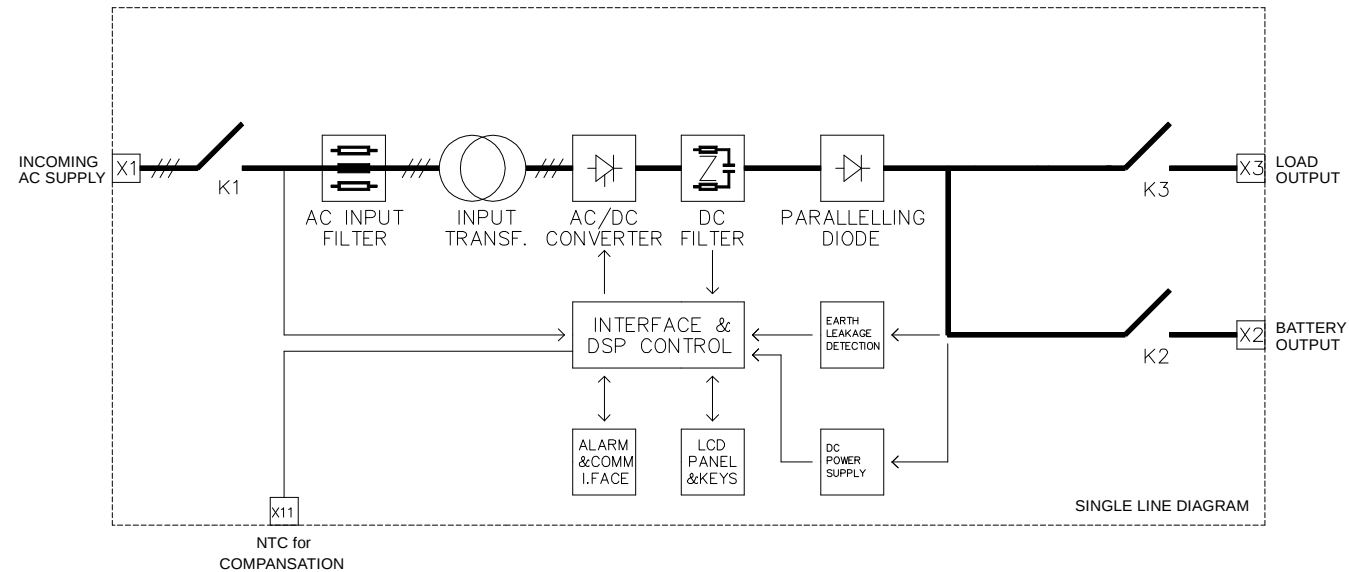 INCOMING
AC SUPPLY
X1
K1
AC INPUT
FILTER
INPUT
TRANSF.
AC/DC
CONVERTER
DC
FILTER
PARALLELLING
DIODE
K3
X3
LOAD
OUTPUT
INTERFACE &
DSP CONTROL
EARTH
LEAKAGE
DETECTION
K2
X2
BATTERY
OUTPUT
ALARM
&COMM
I.FACE
LCD
PANEL
&KEYS
DC
POWER
SUPPLY
X11
SINGLE LINE DIAGRAM
NTC for
COMPANSATION